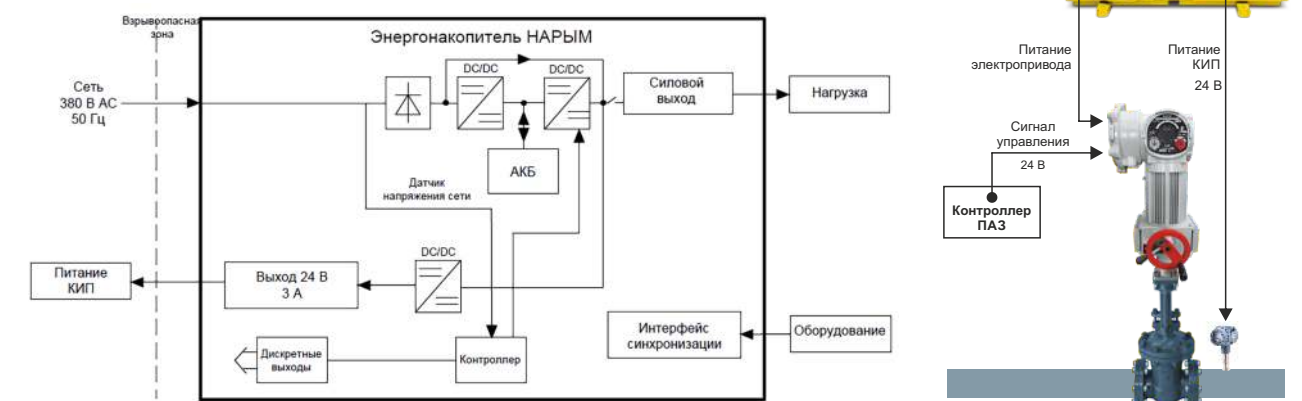 Взрывоопасная
зона
Энергонакопитель НАРЫМ
Сеть
380 В АС
50 Гц
DC/DC
DC/DC
Силовой
выход
Нагрузка
АКБ
Датчик
напряжения сети
DC/DC
Питание
КИП
Выход 24 В
3 А
Интерфейс
синхронизации
Оборудование
Дискретные
выходы
Контроллер
Питание
электропривода
Питание
КИП
24 В
Сигнал
управления
24 В
Контроллер
ПАЗ